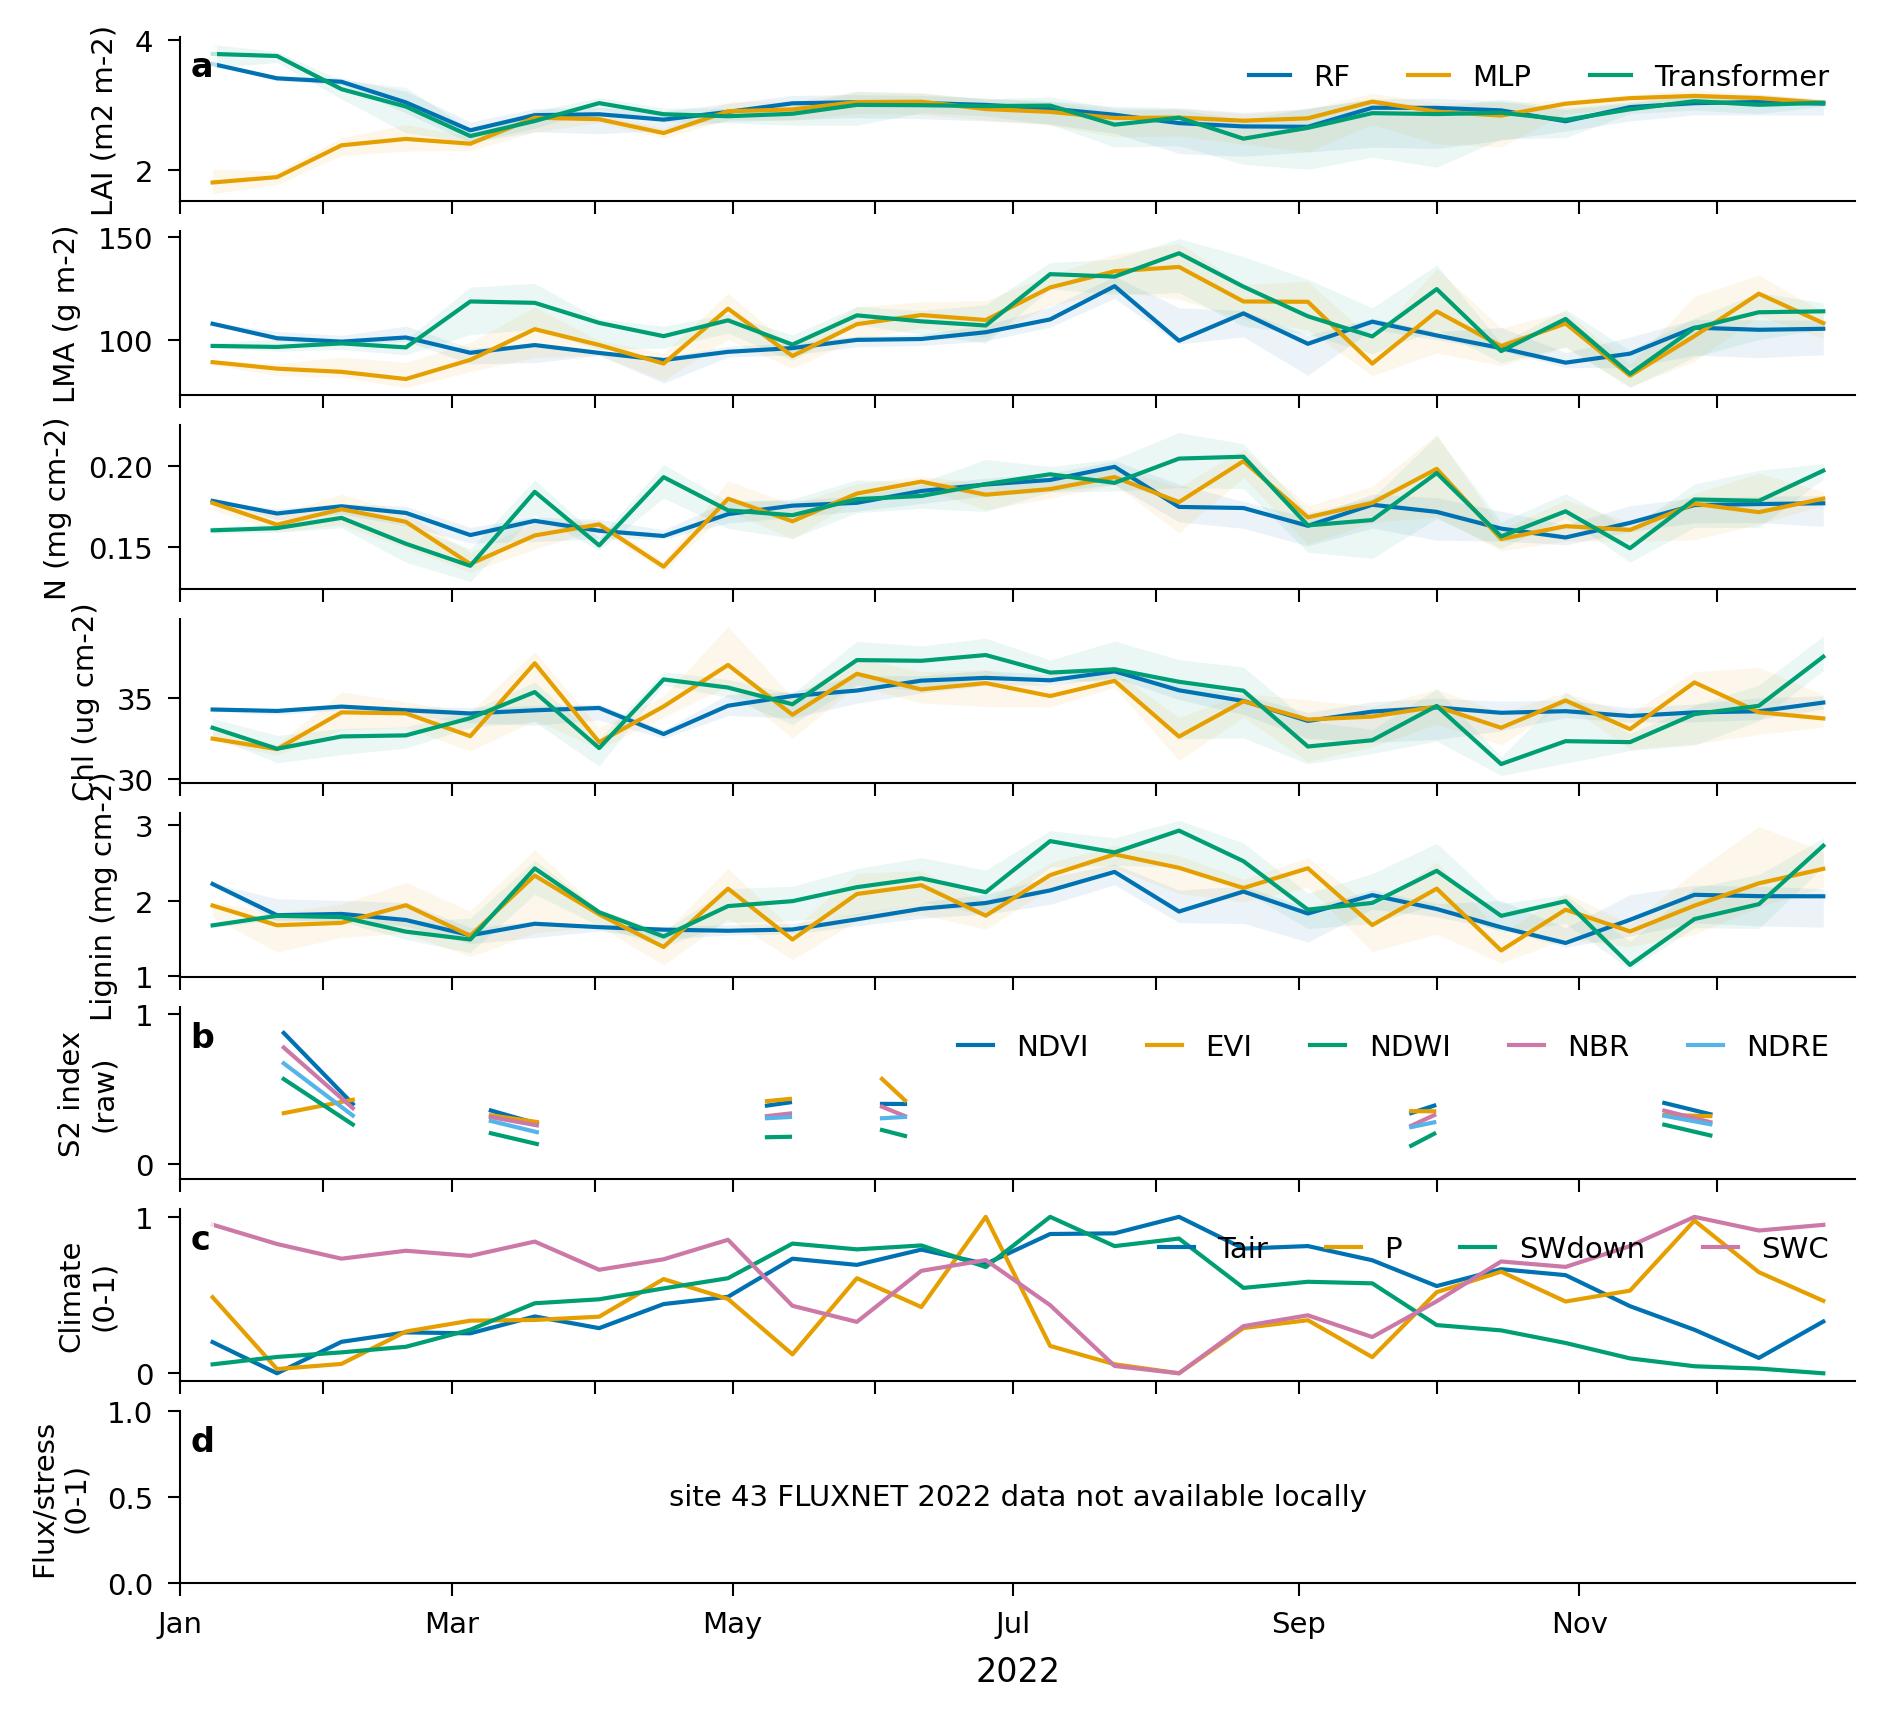 a
RF MLP Transformer
LAI (m2 m-2)
4
2
LMA (g m-2)
150
100
N (mg cm-2)
0.20
0.15
Chl (ug cm-2)
35
30
Lignin (mg cm-2)
3
2
1
b
NDVI EVI NDWI NBR NDRE
S2 index
(raw)
1
0
c
Tair P SWdown SWC
Climate
(0-1)
1
0
d
Flux/stress
(0-1)
1.0
0.5
0.0
site 43 FLUXNET 2022 data not available locally
Jan Mar May Jul Sep Nov
2022